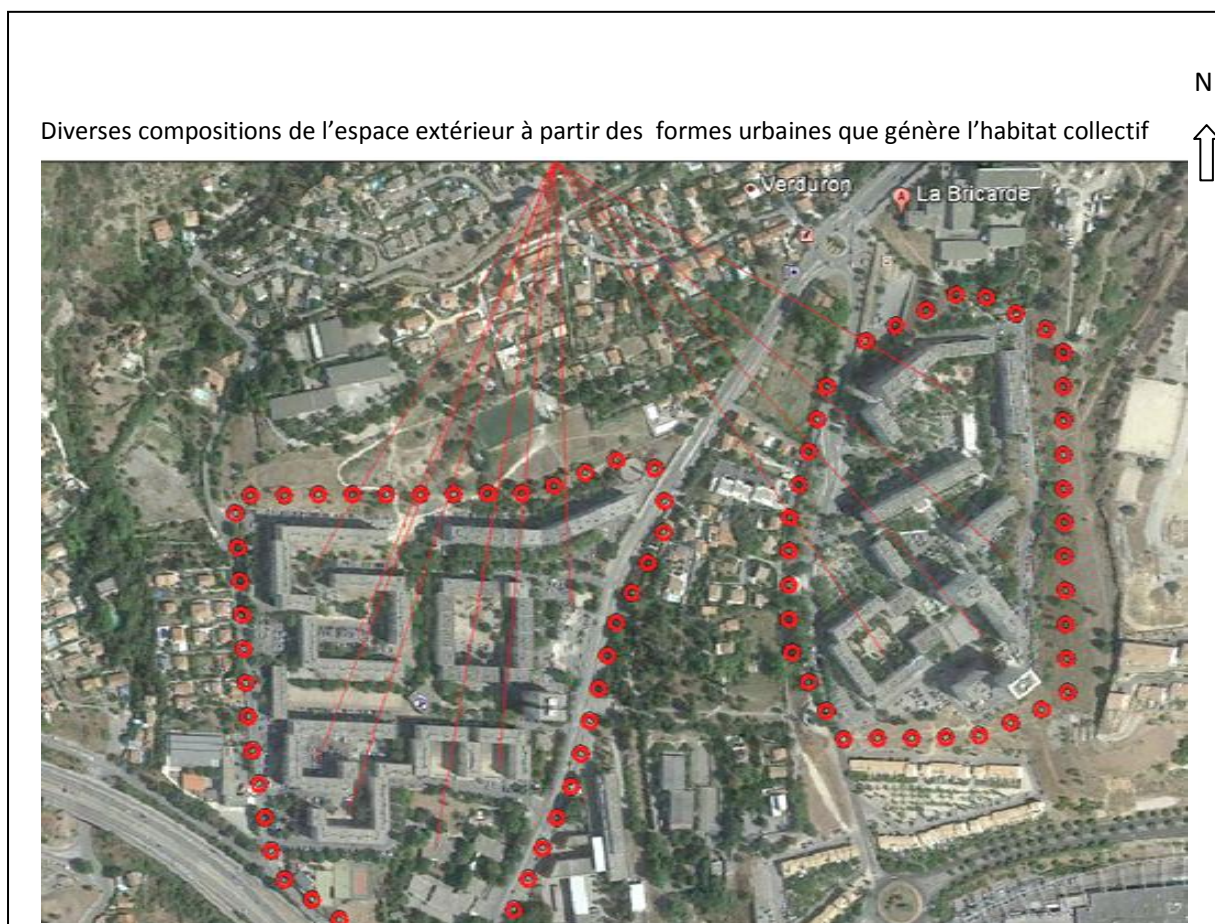 N
Diverses compositions de l’espace extérieur à partir des formes urbaines que génère l’habitat collectif
Verduron
A La Bricarde